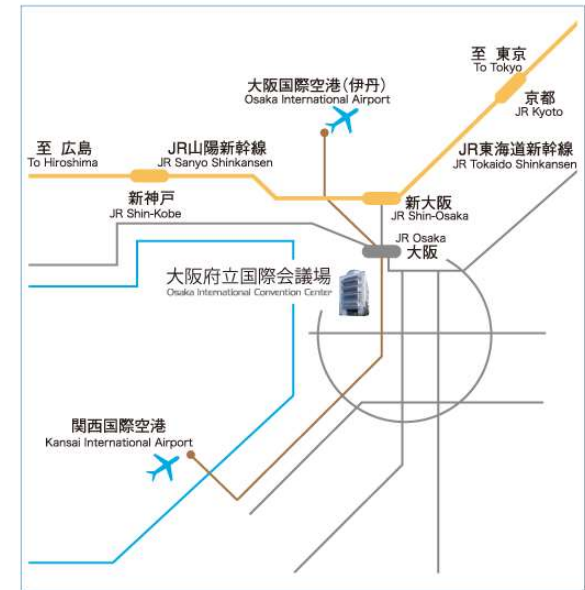 至 東京
To Tokyo
大阪国際空港(伊丹)
Osaka International Airport
京都
JR Kyoto
至 広島
To Hiroshima
JR山陽新幹線
JR Sanyo Shinkansen
JR東海道新幹線
JR Tokaido Shinkansen
新神戸
JR Shin-Kobe
新大阪
JR Shin-Osaka
JR Osaka
大阪
大阪府立国際会議場
Osaka International Convention Center
関西国際空港
Kansai International Airport